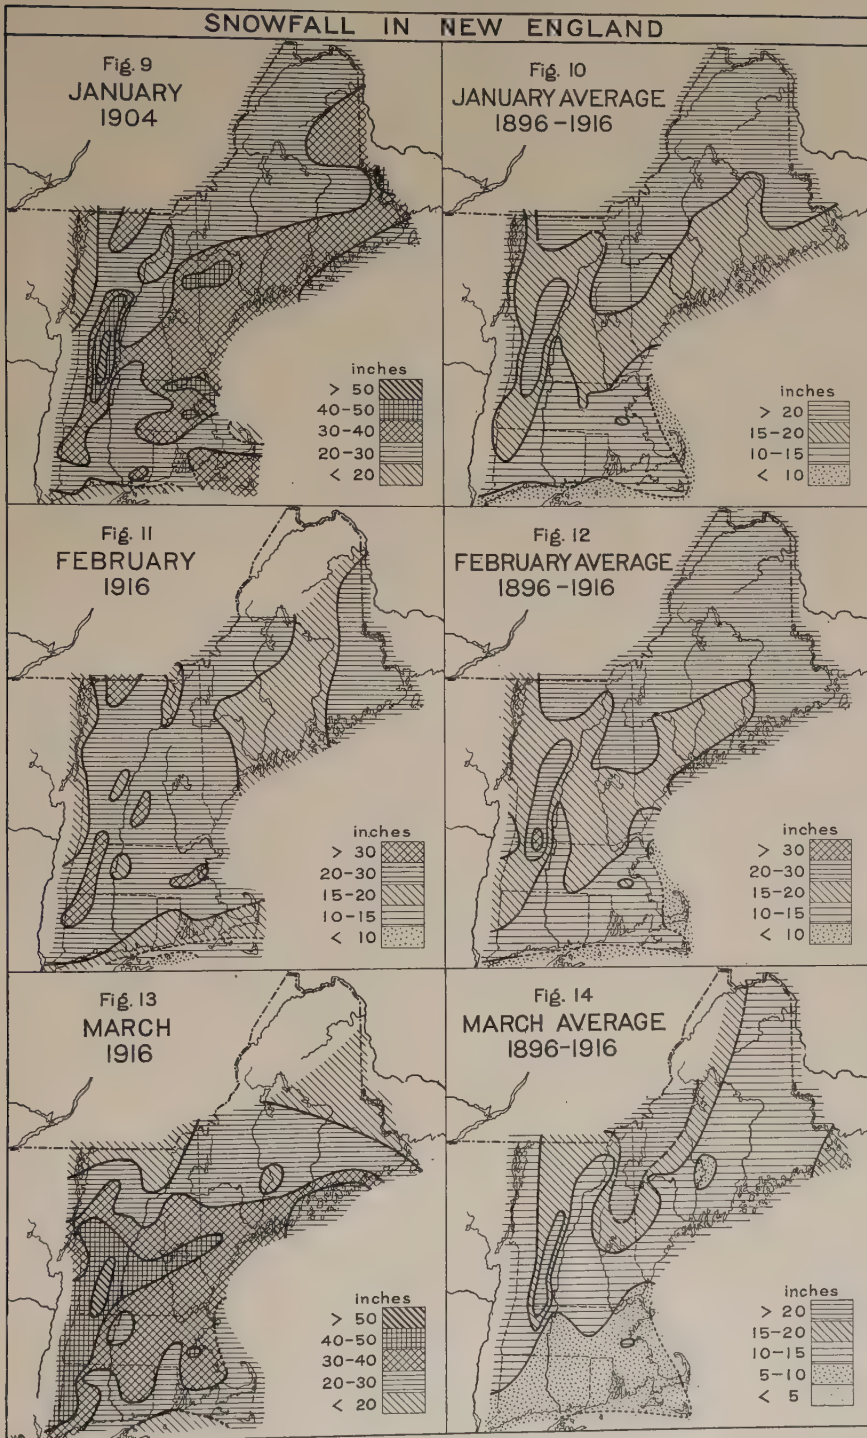 SNOWFALL IN NEW ENGLAND
Fig. 9
JANUARY
1904
inches
> 50
40-50
30-40
20-30
< 20
Fig. 10
JANUARY AVERAGE
1896-1916
inches
> 20
15-20
10-15
< 10
Fig. 11
FEBRUARY
1916
inches
> 30
20-30
15-20
10-15
< 10
Fig. 12
FEBRUARY AVERAGE
1896-1916
inches
> 30
20-30
15-20
10-15
< 10
Fig. 13
MARCH
1916
inches
> 50
40-50
30-40
20-30
< 20
Fig. 14
MARCH AVERAGE
1896-1916
inches
> 20
15-20
10-15
5-10
< 5